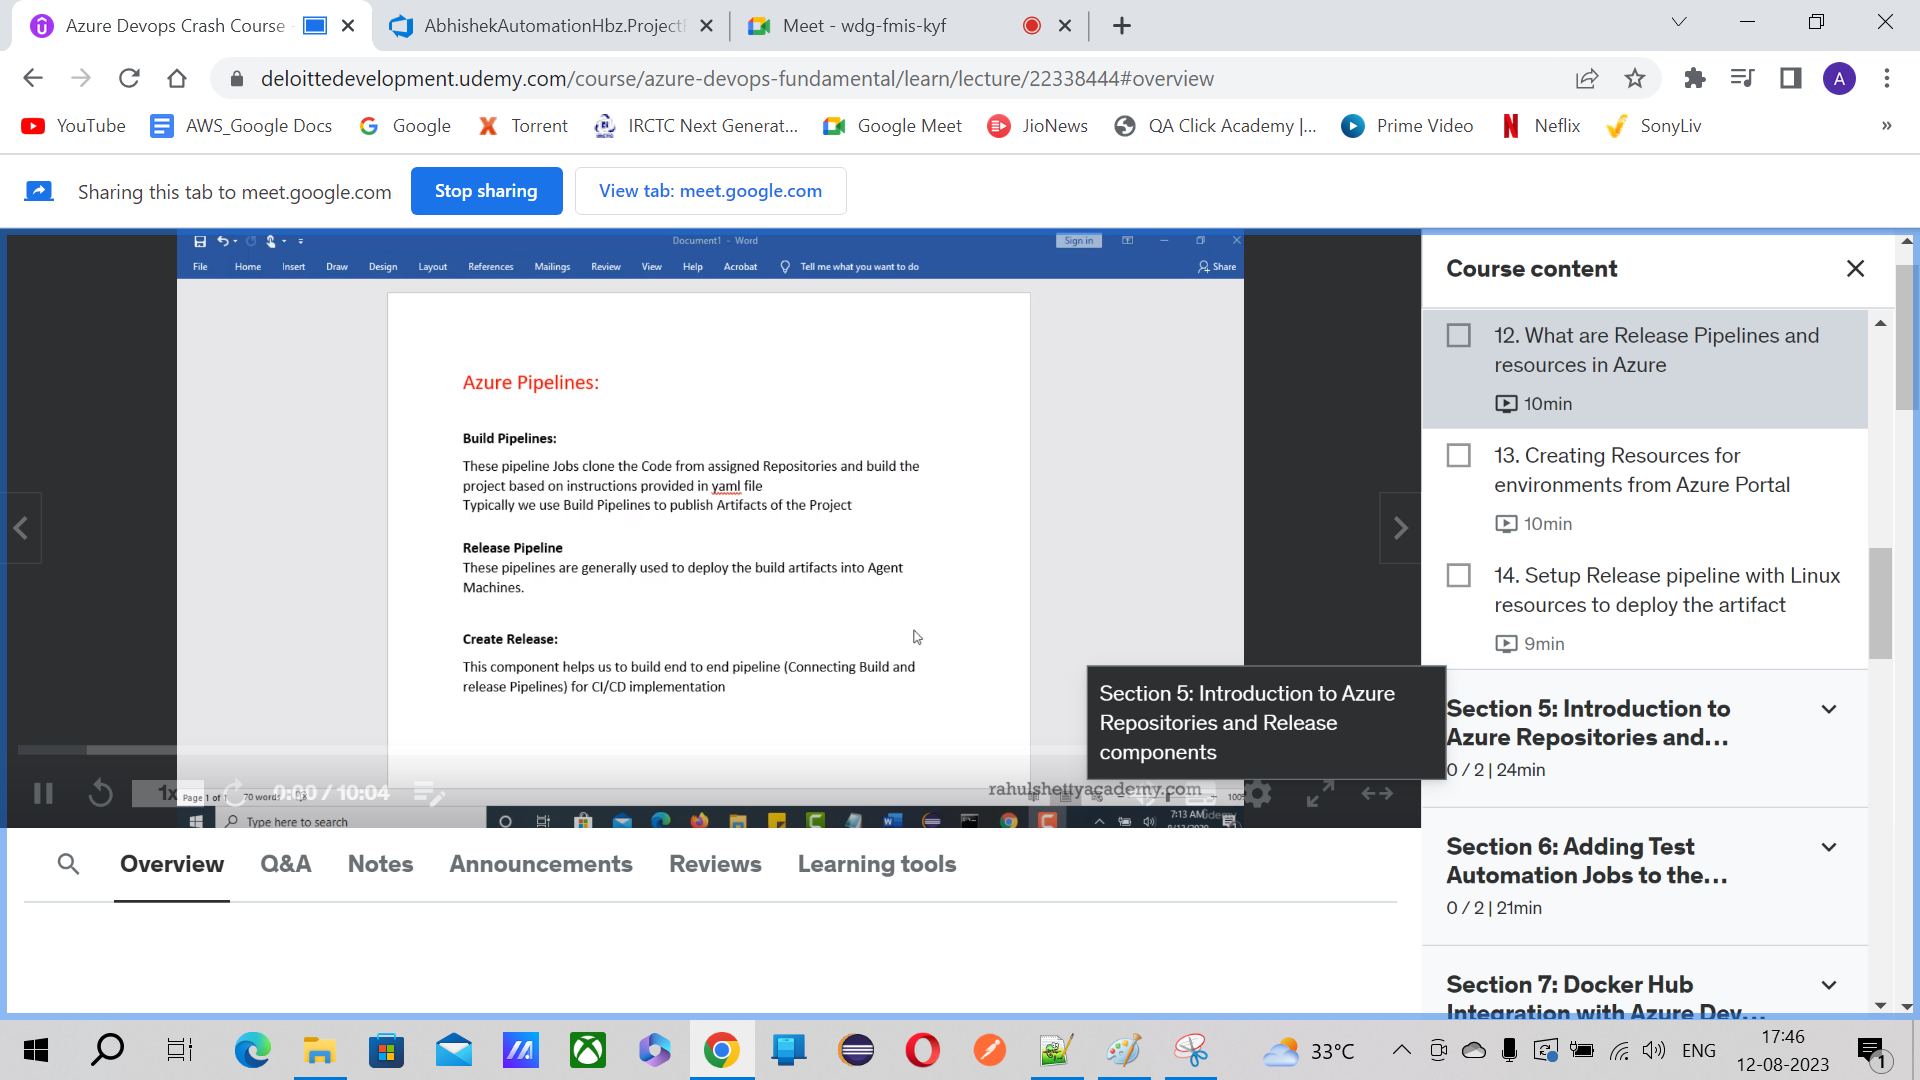 Azure Devops Crash Course
AbhishekAutomationHbz.Project
Meet - wdg-fmis-kyf
deloittedevelopment.udemy.com/course/azure-devops-fundamental/learn/lecture/22338444#overview
A
YouTube
AWS_Google Docs
Google
Torrent
IRCTC Next Generat...
Google Meet
JioNews
QA Click Academy |...
Prime Video
Neflix
SonyLiv
»
Sharing this tab to meet.google.com
Stop sharing
View tab: meet.google.com
Document1 - Word
Sign in
File Home Insert Draw Design Layout References Mailings Review View Help Acrobat Tell me what you want to do
Share
Azure Pipelines:
Build Pipelines:
These pipeline Jobs clone the Code from assigned Repositories and build the
project based on instructions provided in yaml file
Typically we use Build Pipelines to publish Artifacts of the Project
Release Pipeline
These pipelines are generally used to deploy the build artifacts into Agent
Machines.
Create Release:
This component helps us to build end to end pipeline (Connecting Build and
release Pipelines) for CI/CD implementation
1x
Page 1 of 1
70 words
0:00 / 10:04
rahulshettyacademy.com
Type here to search
7:13 AM
udemy
Section 5: Introduction to Azure
Repositories and Release
components
Course content
12. What are Release Pipelines and
resources in Azure
10min
13. Creating Resources for
environments from Azure Portal
10min
14. Setup Release pipeline with Linux
resources to deploy the artifact
9min
Section 5: Introduction to
Azure Repositories and...
0 / 2 | 24min
Section 6: Adding Test
Automation Jobs to the...
0 / 2 | 21min
Section 7: Docker Hub
Integration with Azure Dev...
Overview
Q&A
Notes
Announcements
Reviews
Learning tools
33°C
ENG
17:46
12-08-2023
1